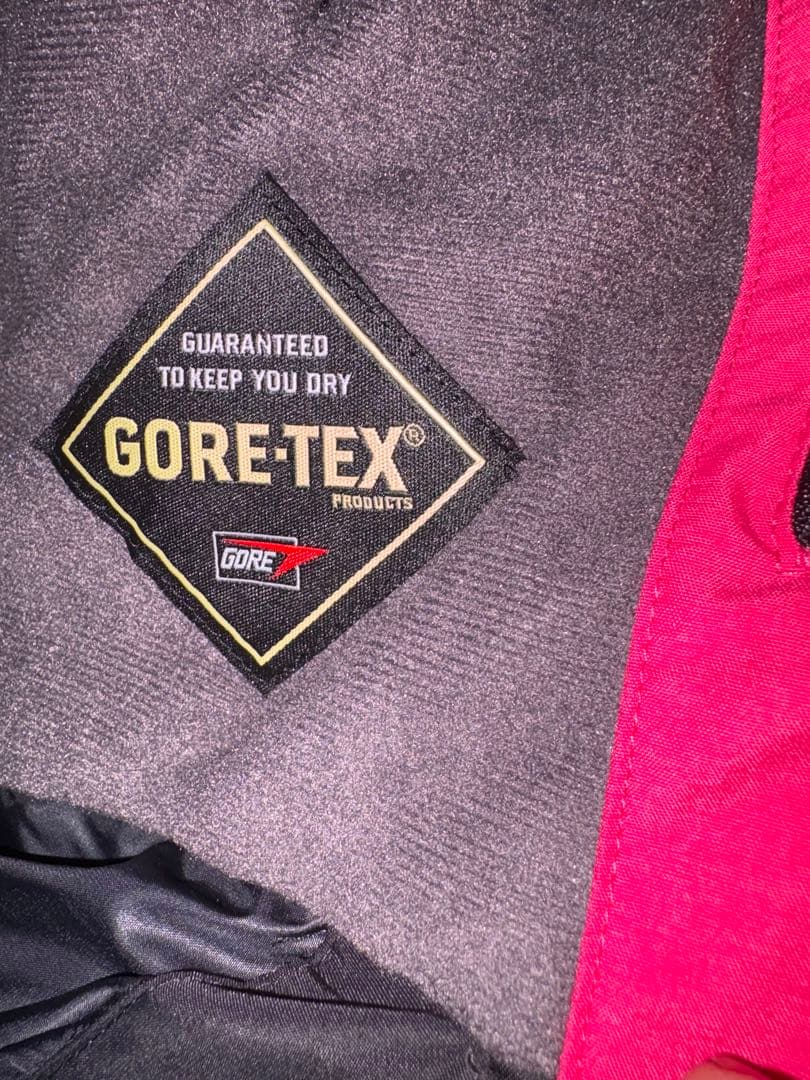 GUARANTEED
TO KEEP YOU DRY
GORE-TEX®
PRODUCTS
GORE